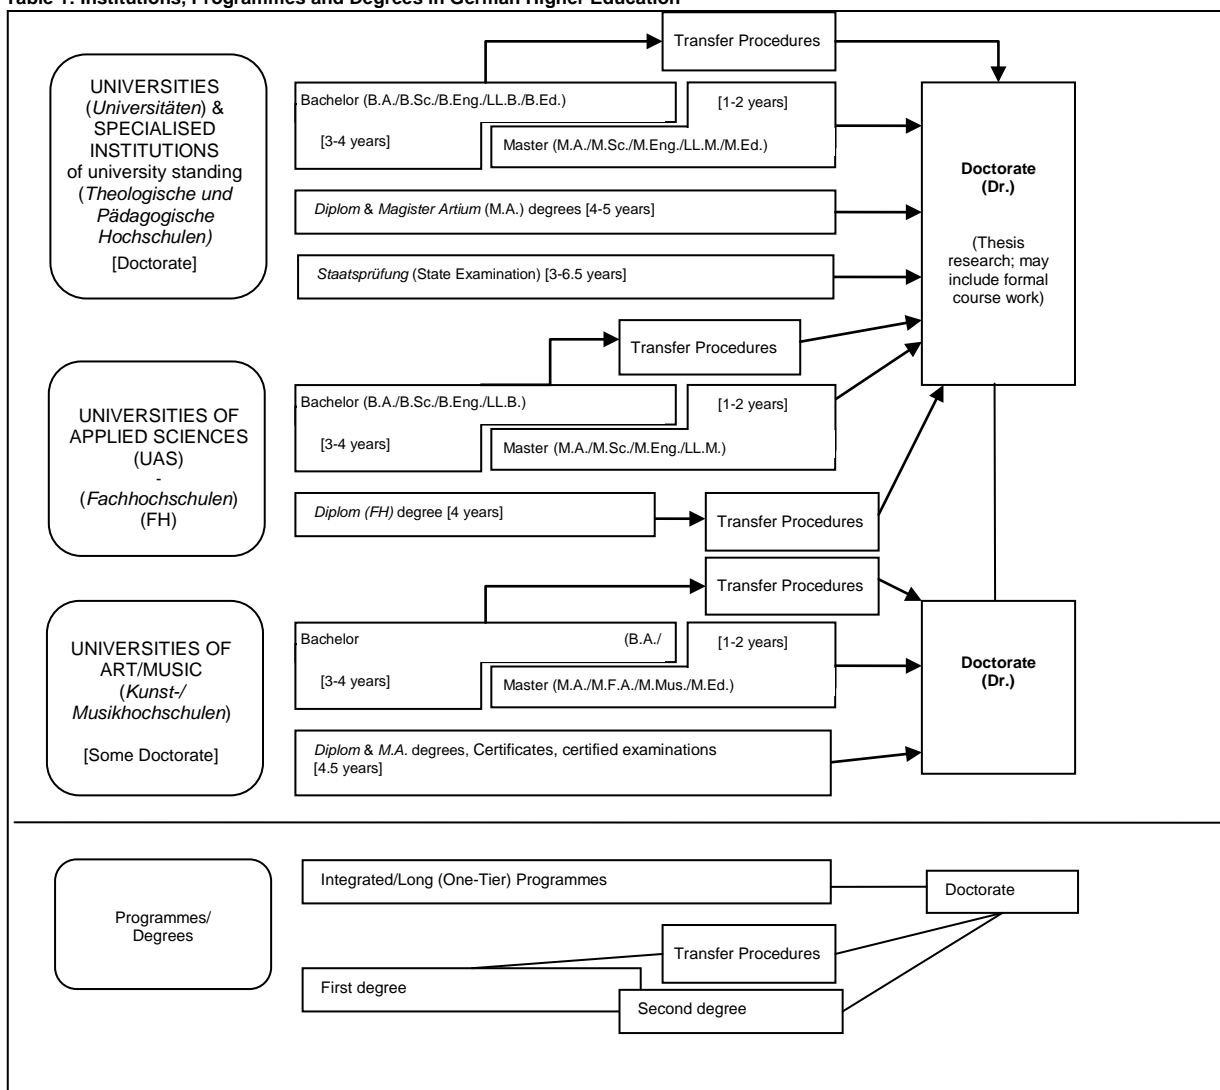 Table 1: Institutions, Programmes and Degrees in German Higher Education
Transfer Procedures
UNIVERSITIES
(Universitäten) &
SPECIALISED
INSTITUTIONS
of university standing
(Theologische und
Pädagogische
Hochschulen)
[Doctorate]
Bachelor (B.A./B.Sc./B.Eng./LL.B./B.Ed.)
[3-4 years]
[1-2 years]
Master (M.A./M.Sc./M.Eng./LL.M./M.Ed.)
Diplom & Magister Artium (M.A.) degrees [4-5 years]
Staatsprüfung (State Examination) [3-6.5 years]
Doctorate
(Dr.)
(Thesis
research; may
include formal
course work)
Transfer Procedures
UNIVERSITIES OF
APPLIED SCIENCES
(UAS)
-
(Fachhochschulen)
(FH)
Bachelor (B.A./B.Sc./B.Eng./LL.B.)
[3-4 years]
[1-2 years]
Master (M.A./M.Sc./M.Eng./LL.M.)
Diplom (FH) degree [4 years]
Transfer Procedures
Transfer Procedures
UNIVERSITIES OF
ART/MUSIC
(Kunst-/
Musikhochschulen)
[Some Doctorate]
Bachelor (B.A./
[3-4 years]
[1-2 years]
Master (M.A./M.F.A./M.Mus./M.Ed.)
Diplom & M.A. degrees, Certificates, certified examinations
[4.5 years]
Doctorate
(Dr.)
Programmes/
Degrees
Integrated/Long (One-Tier) Programmes
Doctorate
Transfer Procedures
First degree
Second degree